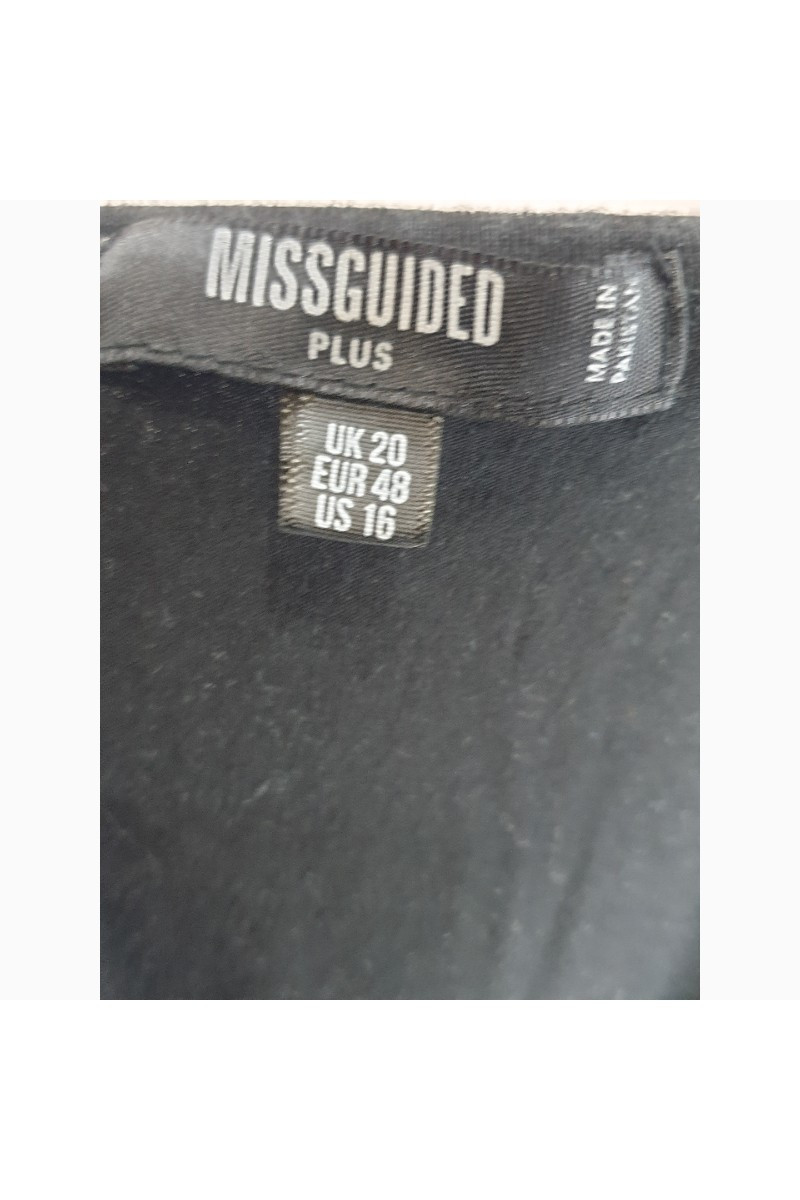 MISSGUIDED
PLUS
MADE IN
PAKISTAN
UK 20
EUR 48
US 16